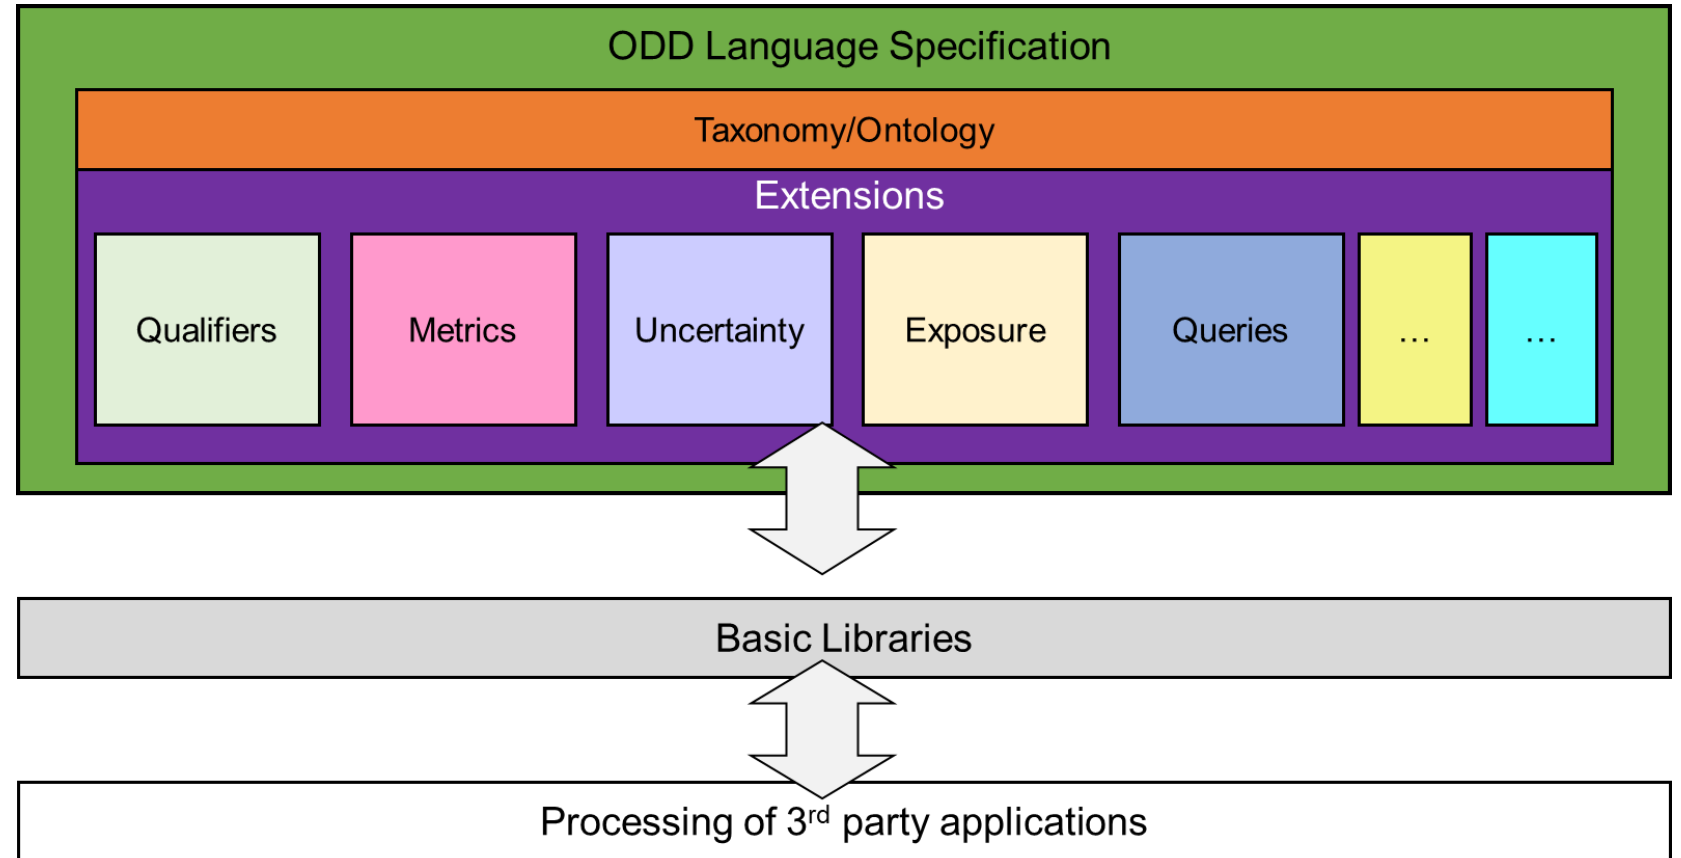 ODD Language Specification
Taxonomy/Ontology
Extensions
Qualifiers
Metrics
Uncertainty
Exposure
Queries
...
...
Basic Libraries
Processing of 3rd party applications